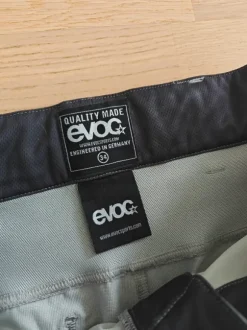 QUALITY MADE
evoc
WWW.EVOCSPORTS.COM
ENGINEERED IN GERMANY
34
evoc
www.evocsports.com